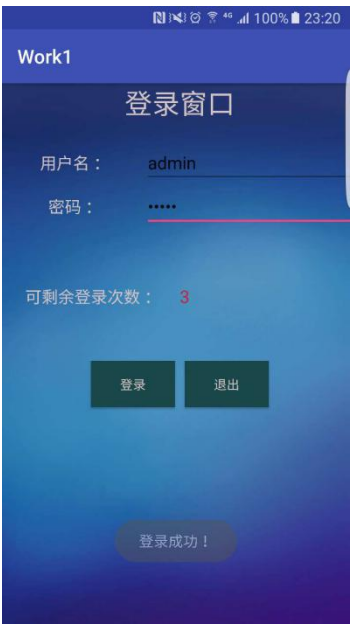 4G 100% 23:20
Work1
登录窗口
用户名： admin
密码： •••••
可剩余登录次数： 3
登录 退出
登录成功！